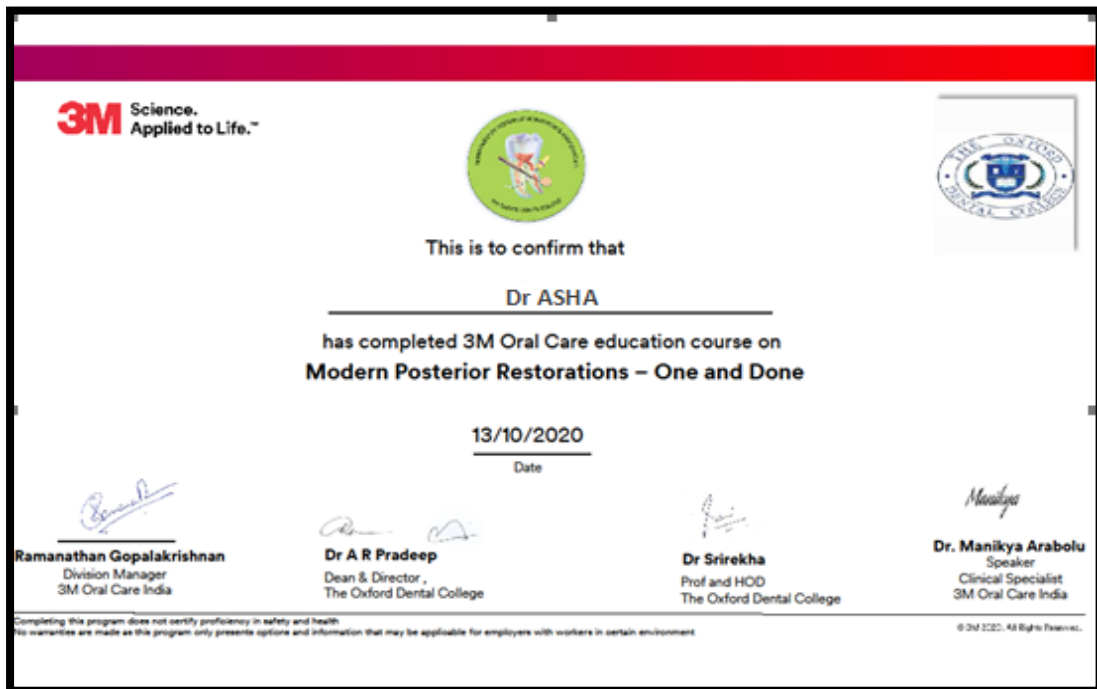 3M Science.
Applied to Life.™
THE OXFORD
DENTAL COLLEGE
This is to confirm that
Dr ASHA
has completed 3M Oral Care education course on
Modern Posterior Restorations – One and Done
13/10/2020
Date
Manikya
Ramanathan Gopalakrishnan
Division Manager
3M Oral Care India
Dr A R Pradeep
Dean & Director ,
The Oxford Dental College
Dr Srirekha
Prof and HOD
The Oxford Dental College
Dr. Manikya Arabolu
Speaker
Clinical Specialist
3M Oral Care India
Completing this program does not certify proficiency in safety and health
No warranties are made as this program only presents options and information that may be applicable for employers with workers in certain environment
© 3M 2020. All Rights Reserved.